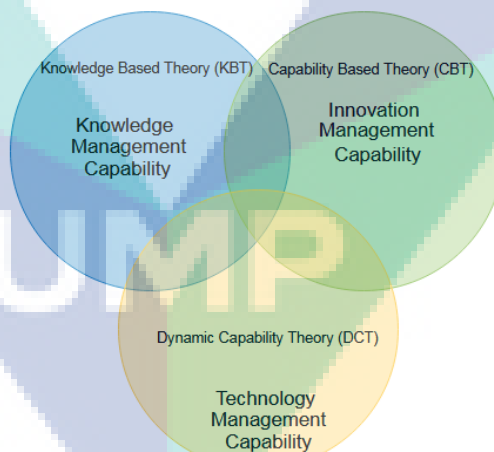 Knowledge Based Theory (KBT)
Knowledge
Management
Capability
Capability Based Theory (CBT)
Innovation
Management
Capability
UMP
Dynamic Capability Theory (DCT)
Technology
Management
Capability